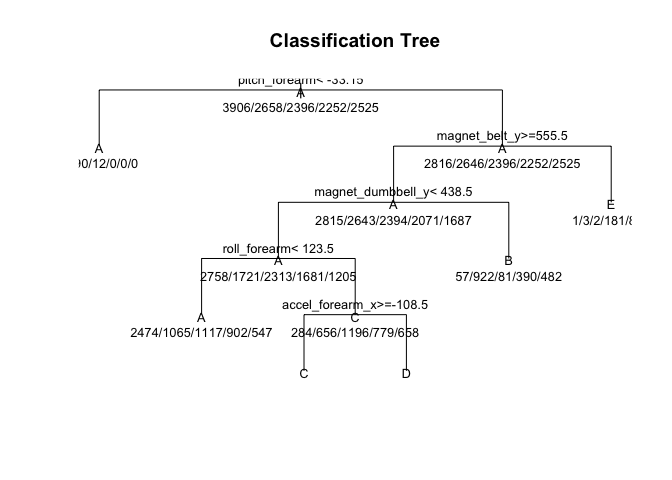 Classification Tree
pitch_forearm< -33.15
A
3906/2658/2396/2252/2525
magnet_belt_y>=555.5
A
A
90/12/0/0/0
2816/2646/2396/2252/2525
magnet_dumbbell_y< 438.5
A
E
2815/2643/2394/2071/1687
1/3/2/181/8
roll_forearm< 123.5
A
B
2758/1721/2313/1681/1205
57/922/81/390/482
accel_forearm_x>=-108.5
A
C
2474/1065/1117/902/547
284/656/1196/779/658
C
D